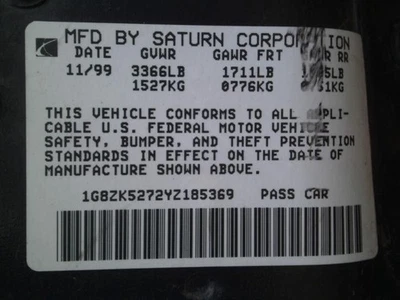 MFD BY SATURN CORPORATION
DATE GVWR GAWR FRT RR
11/99 3366LB 1711LB
1527KG 0776KG
THIS VEHICLE CONFORMS TO ALL APPLI-
CABLE U.S. FEDERAL MOTOR VEHICLE
SAFETY, BUMPER, AND THEFT PREVENTION
STANDARDS IN EFFECT ON THE DATE OF
MANUFACTURE SHOWN ABOVE.
1G8ZK5272YZ185369 PASS CAR